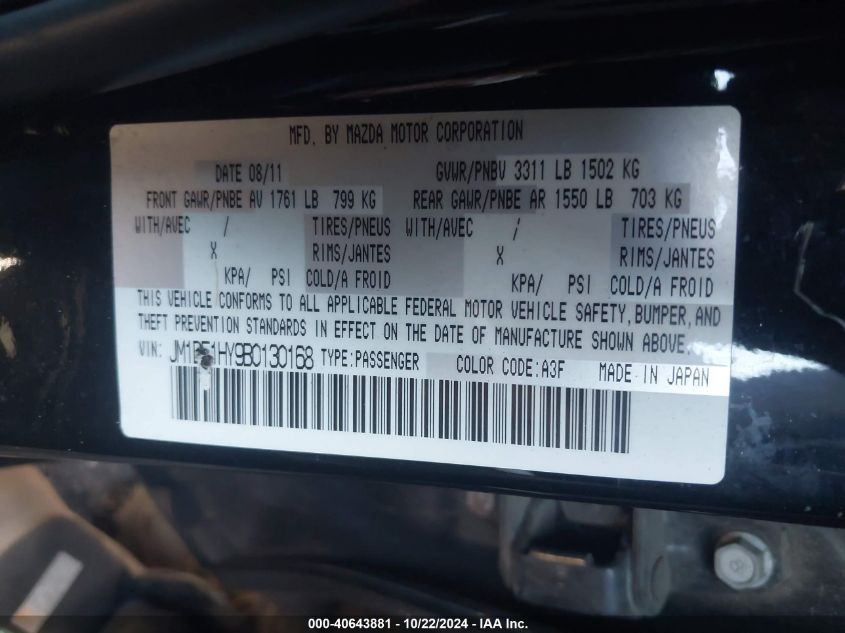 MFD. BY MAZDA MOTOR CORPORATION
DATE 08/11 GVWR/PNBV 3311 LB 1502 KG
FRONT GAWR/PNBE AV 1761 LB 799 KG REAR GAWR/PNBE AR 1550 LB 703 KG
WITH/AVEC / TIRES/PNEUS WITH/AVEC / TIRES/PNEUS
X RIMS/JANTES X RIMS/JANTES
KPA/ PSI COLD/A FROID KPA/ PSI COLD/A FROID
THIS VEHICLE CONFORMS TO ALL APPLICABLE FEDERAL MOTOR VEHICLE SAFETY,BUMPER,AND
THEFT PREVENTION STANDARDS IN EFFECT ON THE DATE OF MANUFACTURE SHOWN ABOVE.
VIN: TYPE:PASSENGER COLOR CODE:A3F MADE IN JAPAN
000-40643881 - 10/22/2024 - IAA Inc.